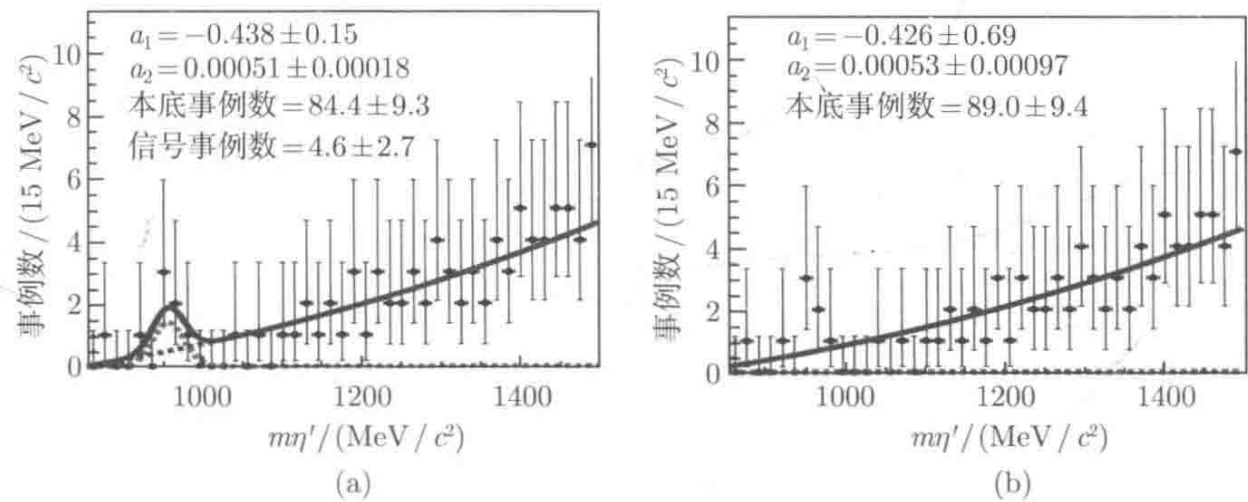 a₁=−0.438±0.15
a₂=0.00051±0.00018
本底事例数=84.4±9.3
信号事例数=4.6±2.7
事例数/(15 MeV/c²)
10
8
6
4
2
0
1000 1200 1400
mη′/(MeV/c²)
(a)
a₁=−0.426±0.69
a₂=0.00053±0.00097
本底事例数=89.0±9.4
事例数/(15 MeV/c²)
10
8
6
4
2
0
1000 1200 1400
mη′/(MeV/c²)
(b)